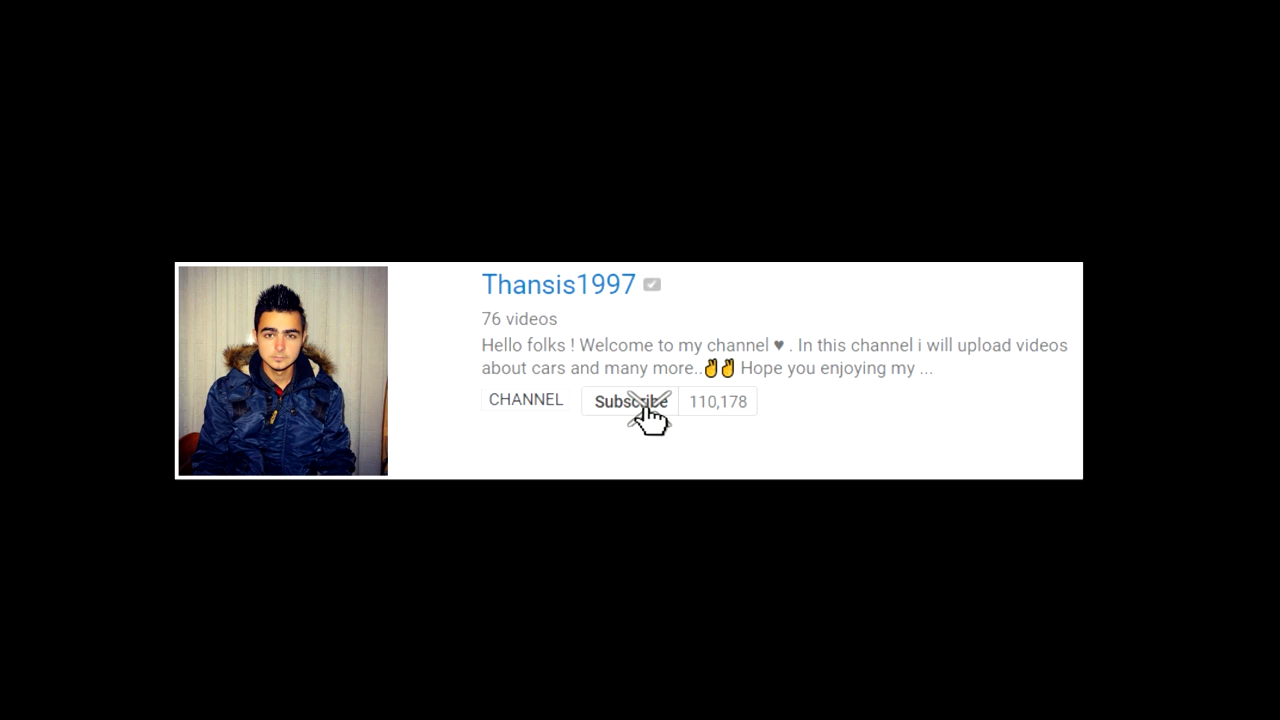 Thansis1997
76 videos
Hello folks ! Welcome to my channel ♥ . In this channel i will upload videos
about cars and many more..✌✌ Hope you enjoying my ...
CHANNEL Subscribe 110,178